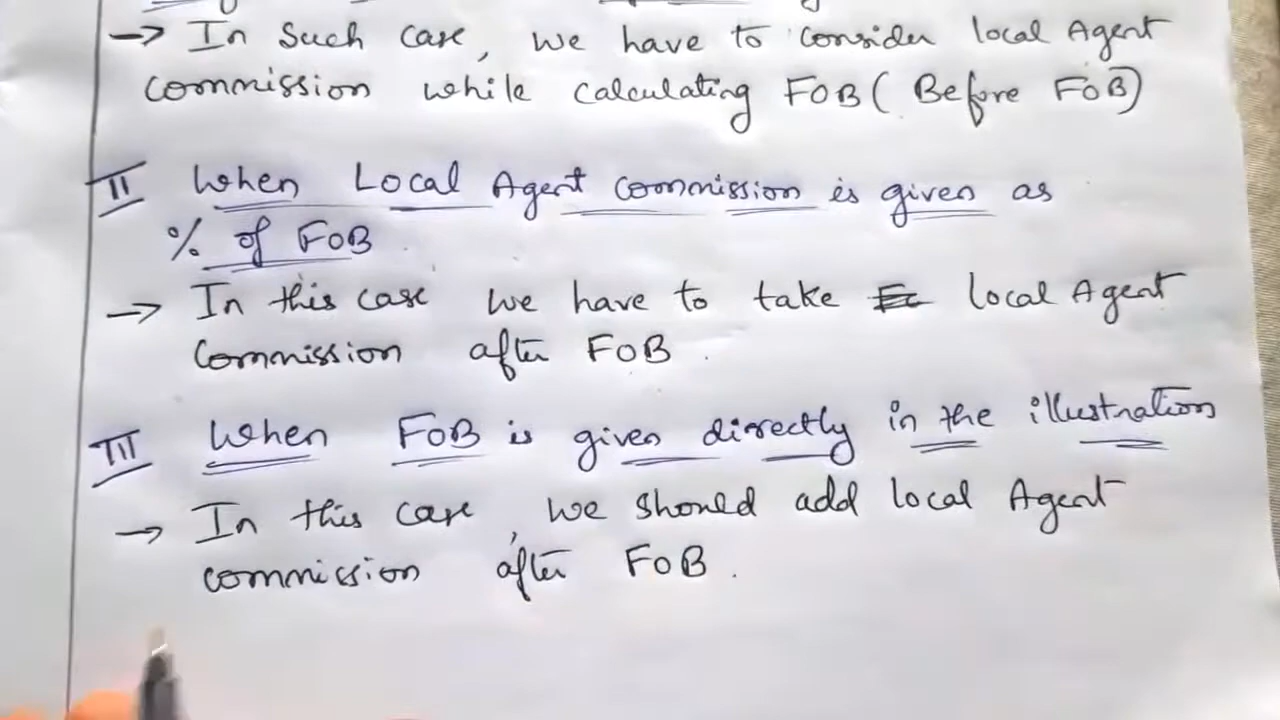 → In Such case, we have to consider local Agent
commission while calculating FOB ( Before FOB)
II When Local Agent commission is given as
% of FOB.
→ In this case we have to take local Agent
Commission after FOB.
III When FOB is given directly in the illustration
→ In this case, we should add local Agent
commission after FOB.